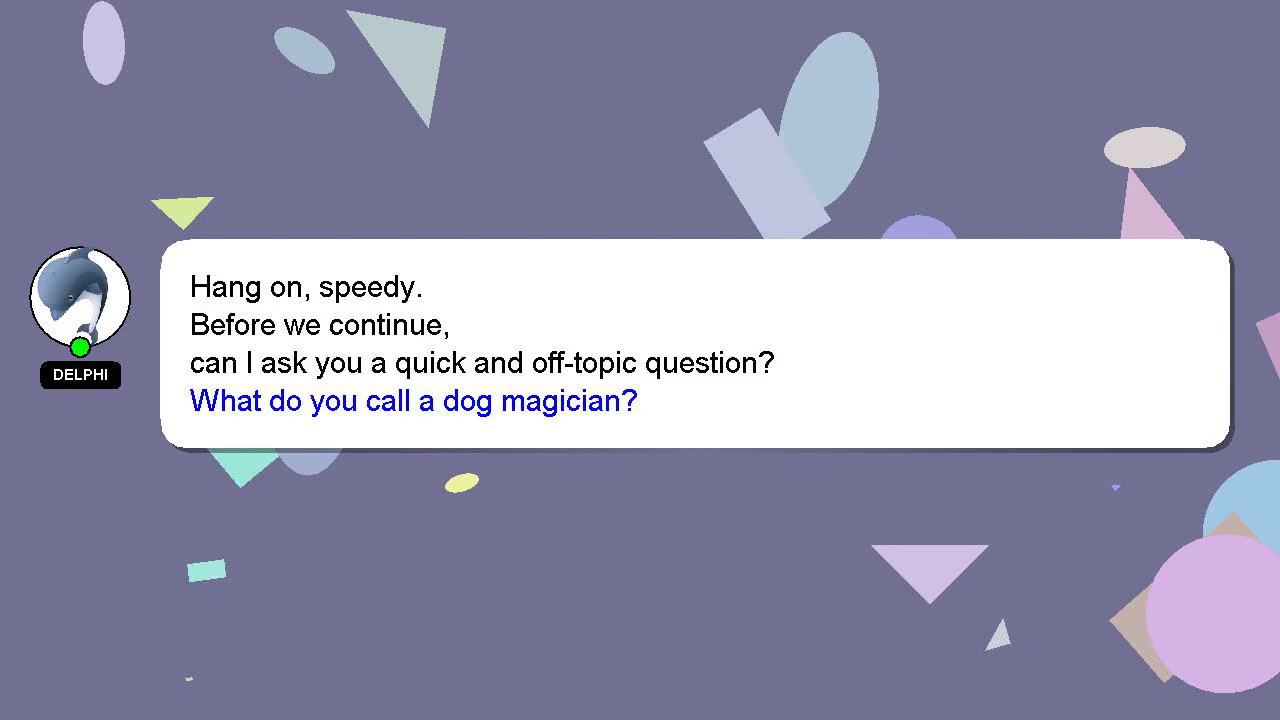 Hang on, speedy.
Before we continue,
can I ask you a quick and off-topic question?
What do you call a dog magician?
DELPHI